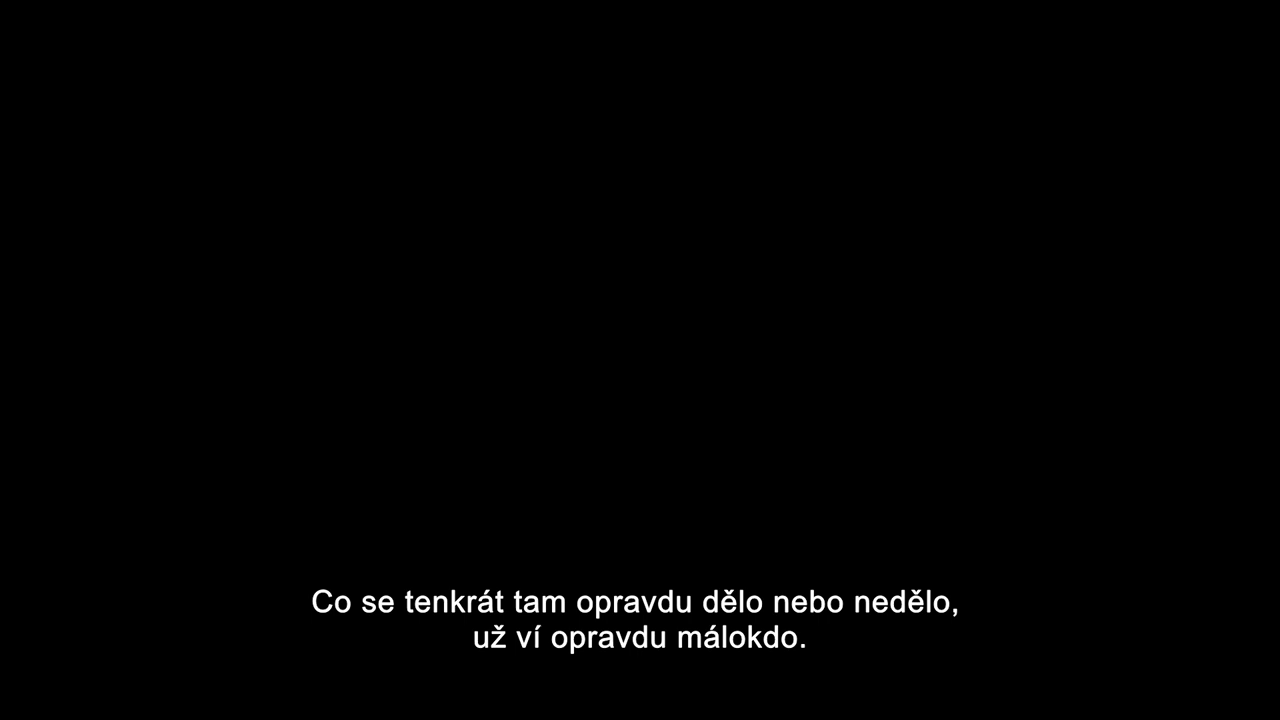 Co se tenkrát tam opravdu dělo nebo nedělo,
už ví opravdu málokdo.